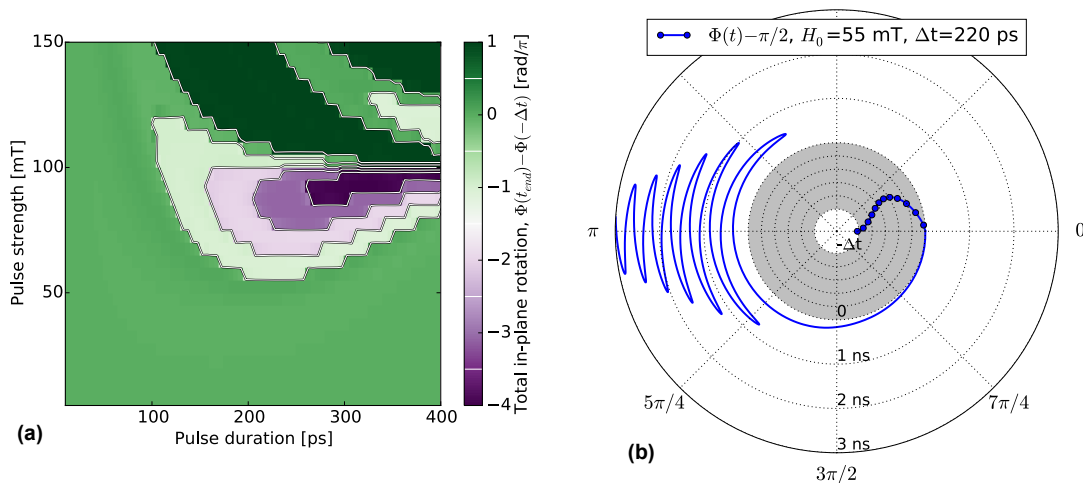 150
100
50
Pulse strength [mT]
100
200
300
400
Pulse duration [ps]
(a)
1
0
−1
−2
−3
−4
Total in-plane rotation, Φ(t_end)−Φ(−Δt) [rad/π]
Φ(t)−π/2, H_0=55 mT, Δt=220 ps
π
0
-Δt
0
1 ns
2 ns
3 ns
5π/4
7π/4
3π/2
(b)